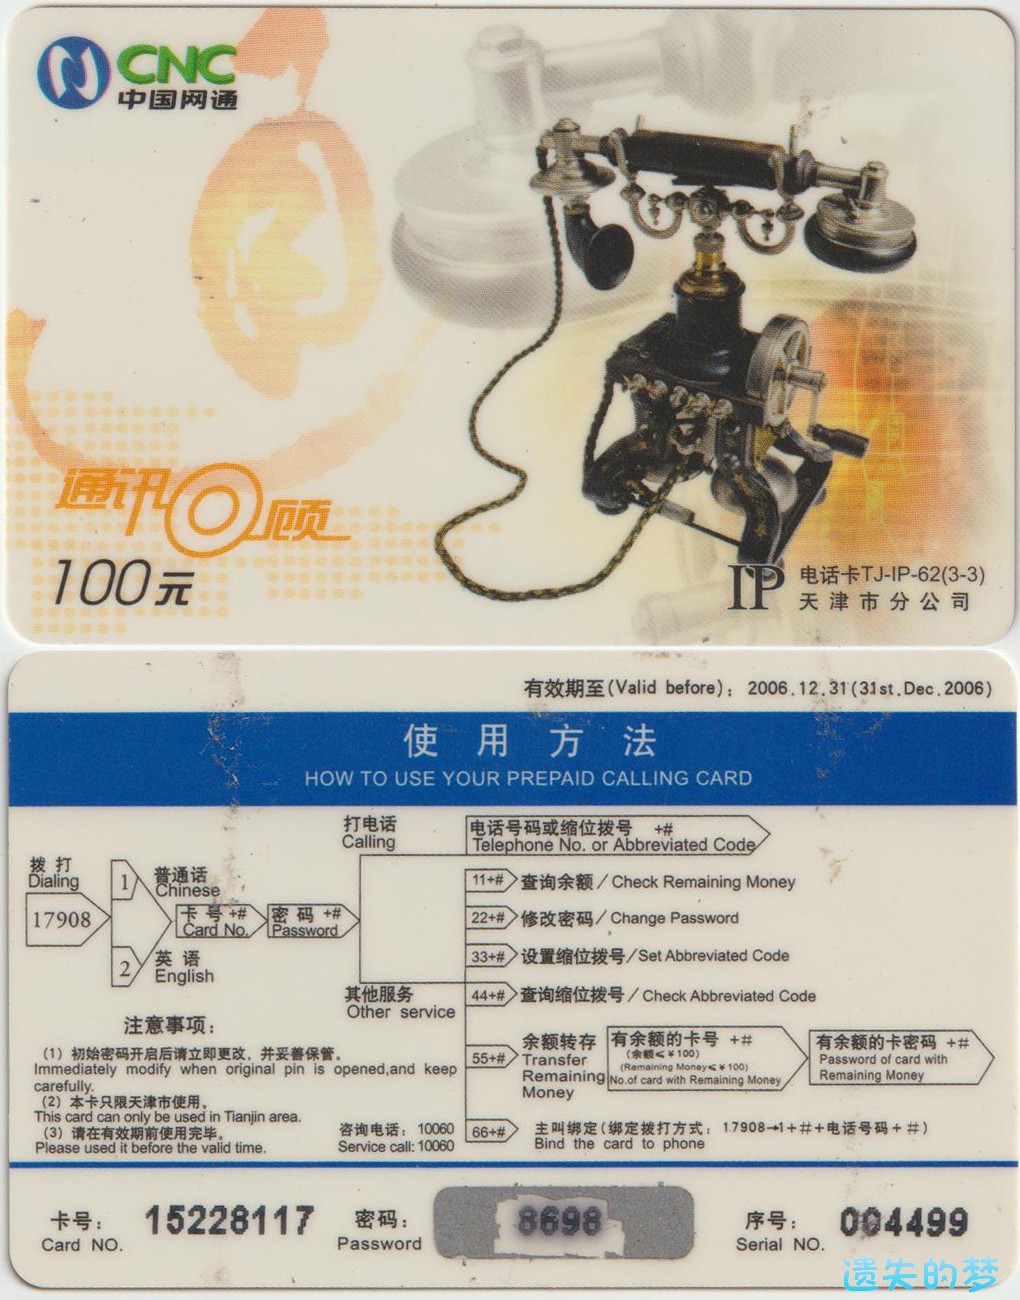 CNC
中国网通
通讯回顾
100元
IP 电话卡TJ-IP-62(3-3)
天津市分公司
有效期至(Valid before): 2006.12.31(31st.Dec.2006)
使用方法
HOW TO USE YOUR PREPAID CALLING CARD
拨打
Dialing
17908
1
普通话
Chinese
2
英语
English
卡号 +#
Card No.
密码 +#
Password
打电话
Calling
电话号码或缩位拨号 +#
Telephone No. or Abbreviated Code
其他服务
Other service
11+# 查询余额/Check Remaining Money
22+# 修改密码/Change Password
33+# 设置缩位拨号/Set Abbreviated Code
44+# 查询缩位拨号/Check Abbreviated Code
55+#
余额转存
Transfer
Remaining
Money
有余额的卡号 +#
(余额≤¥100)
(Remaining Money≤¥100)
No.of card with Remaining Money
有余额的卡密码 +#
Password of card with
Remaining Money
66+# 主叫绑定(绑定拨打方式: 17908→1+#+电话号码+#)
Bind the card to phone
注意事项:
(1) 初始密码开启后请立即更改,并妥善保管。
Immediately modify when original pin is opened,and keep
carefully.
(2) 本卡只限天津市使用。
This card can only be used in Tianjin area.
(3) 请在有效期前使用完毕。
Please used it before the valid time.
咨询电话: 10060
Service call: 10060
卡号: 15228117
Card NO.
密码: 8698
Password
序号: 004499
Serial NO.
遗失的梦